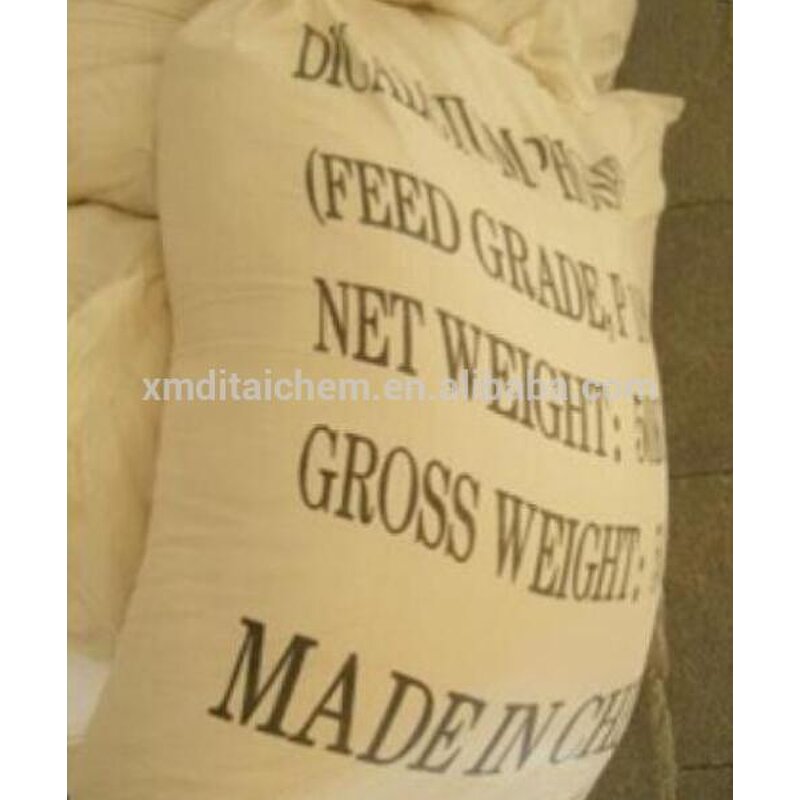 (FEED GRADE,P
NET WEIGHT:
xmditaichem.en.alibaba.com
GROSS WEIGHT:
MADE IN